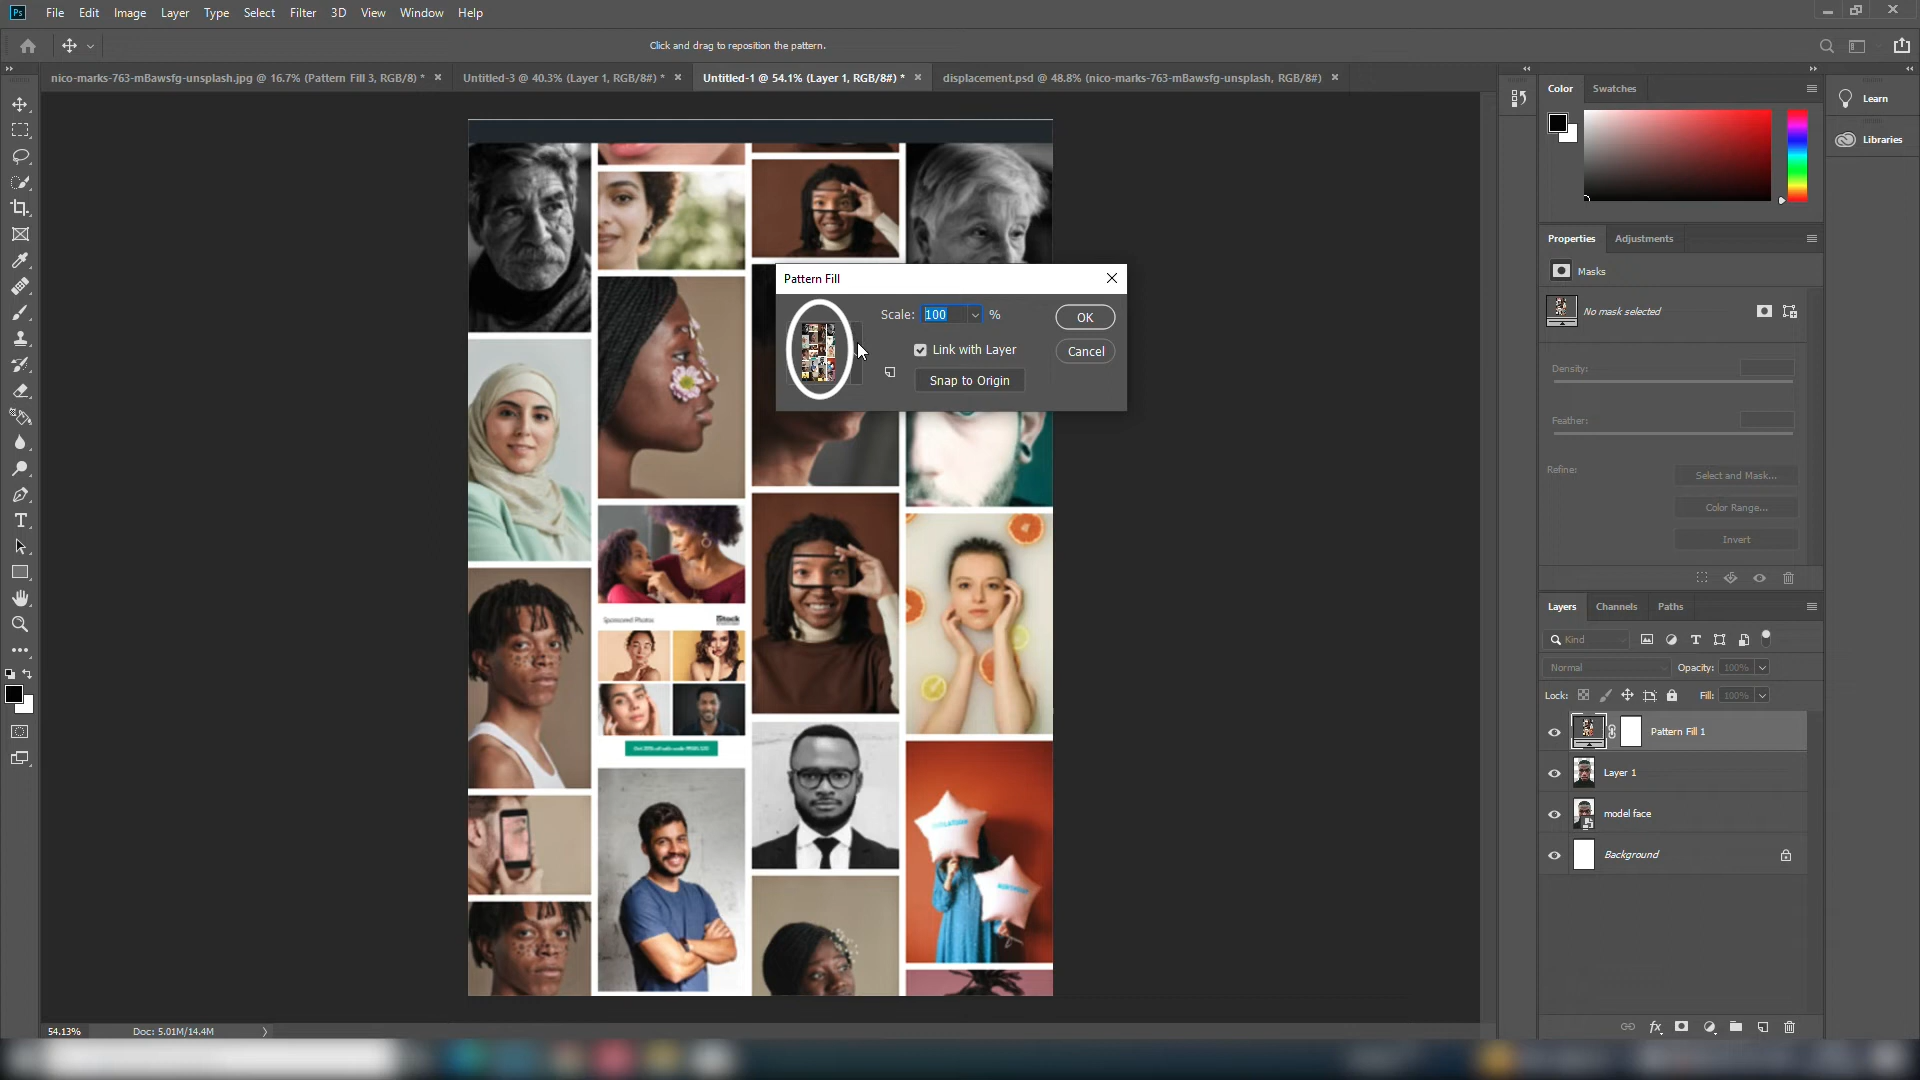 Ps File Edit Image Layer Type Select Filter 3D View Window Help
Click and drag to reposition the pattern.
nico-marks-763-mBawsfg-unsplash.jpg @ 16.7% (Pattern Fill 3, RGB/8) *
Untitled-3 @ 40.3% (Layer 1, RGB/8#) *
Untitled-1 @ 54.1% (Layer 1, RGB/8#) *
displacement.psd @ 48.8% (nico-marks-763-mBawsfg-unsplash, RGB/8#)
Pattern Fill
Scale: 100 %
OK
Link with Layer
Cancel
Snap to Origin
Sponsored Photos
iStock
Color Swatches
Learn
Libraries
Properties Adjustments
Masks
No mask selected
Density:
Feather:
Refine:
Select and Mask...
Color Range...
Invert
Layers Channels Paths
Kind
Normal Opacity: 100%
Lock: Fill: 100%
Pattern Fill 1
Layer 1
model face
Background
54.13% Doc: 5.01M/14.4M